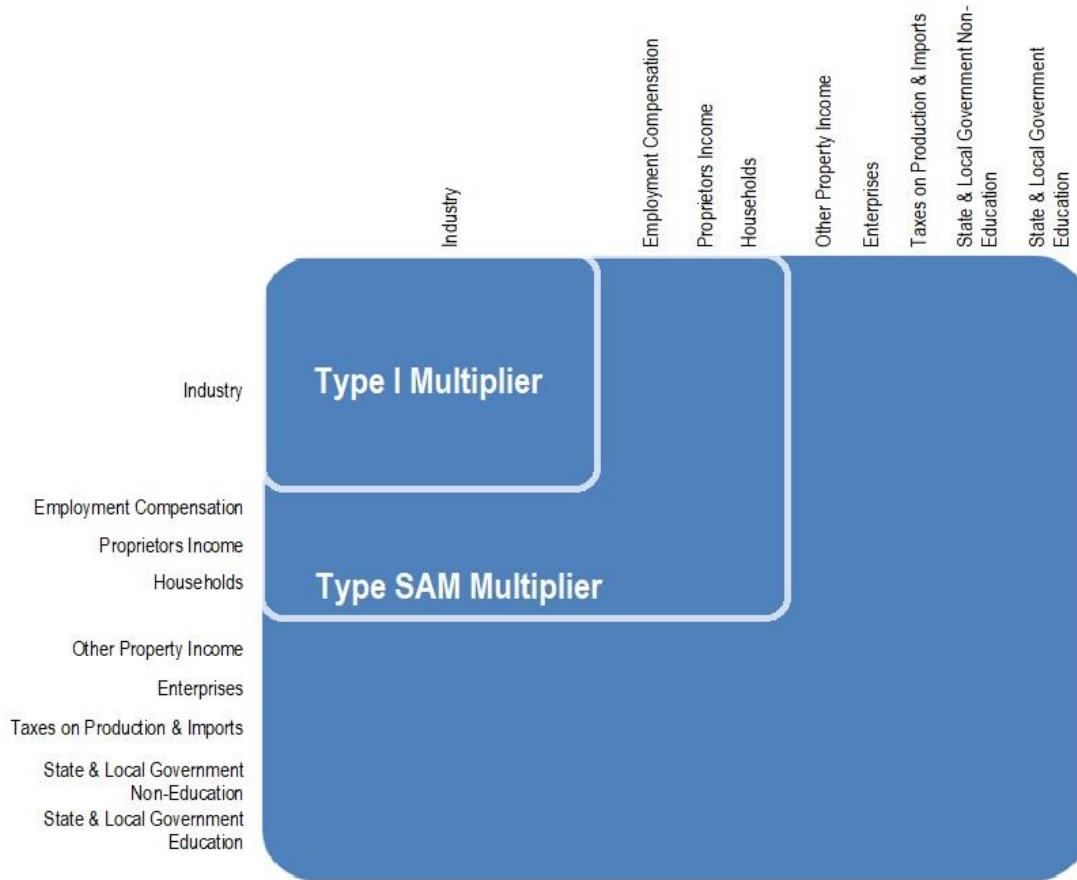 Industry
Employment Compensation
Proprietors Income
Households
Other Property Income
Enterprises
Taxes on Production & Imports
State & Local Government Non-
Education
State & Local Government
Education
Type I Multiplier
Industry
Employment Compensation
Proprietors Income
Households
Type SAM Multiplier
Other Property Income
Enterprises
Taxes on Production & Imports
State & Local Government
Non-Education
State & Local Government
Education